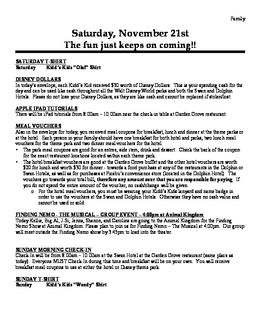 Family
Saturday, November 21st
The fun just keeps on coming!!
SATURDAY T-SHIRT
Saturday Kidd's Kids "Olaf" Shirt
DISNEY DOLLARS
In today's envelope, each Kidd's Kid received $30 worth of Disney Dollars. This is your spending cash for the
day and can be used like cash throughout all the Walt Disney World parks and both the Swan and Dolphin
Hotels. Please do not lose your Disney Dollars, as they are like cash and cannot be replaced if stolen/lost.
APPLE IPAD TUTORIALS
There will be iPad tutorials from 8:00am – 10:00am near the check-in table at Garden Grove restaurant
MEAL VOUCHERS
Also in the envelope for today, you received meal coupons for breakfast, lunch and dinner at the theme parks or
at the hotel. Each person in your family should have one breakfast voucher for both hotel and parks, two lunch meal
vouchers for the theme park and two dinner meal vouchers for the hotel.
• The park meal coupons are good for an entrée, side item, drink and dessert. Check the back of the coupon
for the exact restaurant locations located within each theme park.
• The hotel breakfast vouchers are good at the Garden Grove buffet and the other hotel vouchers are worth
$20 for lunch and worth $30 for dinner – towards a food purchase at any of the restaurants in the Dolphin or
Swan Hotels, as well as for purchases at Picabu's convenience store (located in the Dolphin Hotel). The
vouchers go towards your total bill, therefore any amount over that you are responsible for paying. If
you do not spend the entire amount of the voucher, no cash/change will be given.
o For the hotel meal vouchers, you must be wearing your Kidd's Kids lanyard and name badge in
order to use the vouchers at the Swan and Dolphin Hotels. Otherwise they have no cash value and
cannot be used or sold.
FINDING NEMO - THE MUSICAL – GROUP EVENT – 4:00pm at Animal Kingdom
Today Kellie, Big Al, J-Si, Jenna, Shanon, and Caroline are going to the Animal Kingdom for the Finding
Nemo Show at Animal Kingdom. Please plan to join for Finding Nemo – The Musical at 4:00pm. Our group
will meet outside the Finding Nemo show by 3:45pm to load into the theater.
SUNDAY MORNING CHECK-IN
Check-In will be from 8:00am – 10:00am at the Swan Hotel at the Garden Grove restaurant (same place as
today). Everyone MUST Check In during this time and breakfast will be on your own. You will receive
breakfast meal coupons to use at either the hotel or Disney theme park.
SUNDAY T-SHIRT
Sunday Kidd's Kids "Woody" Shirt